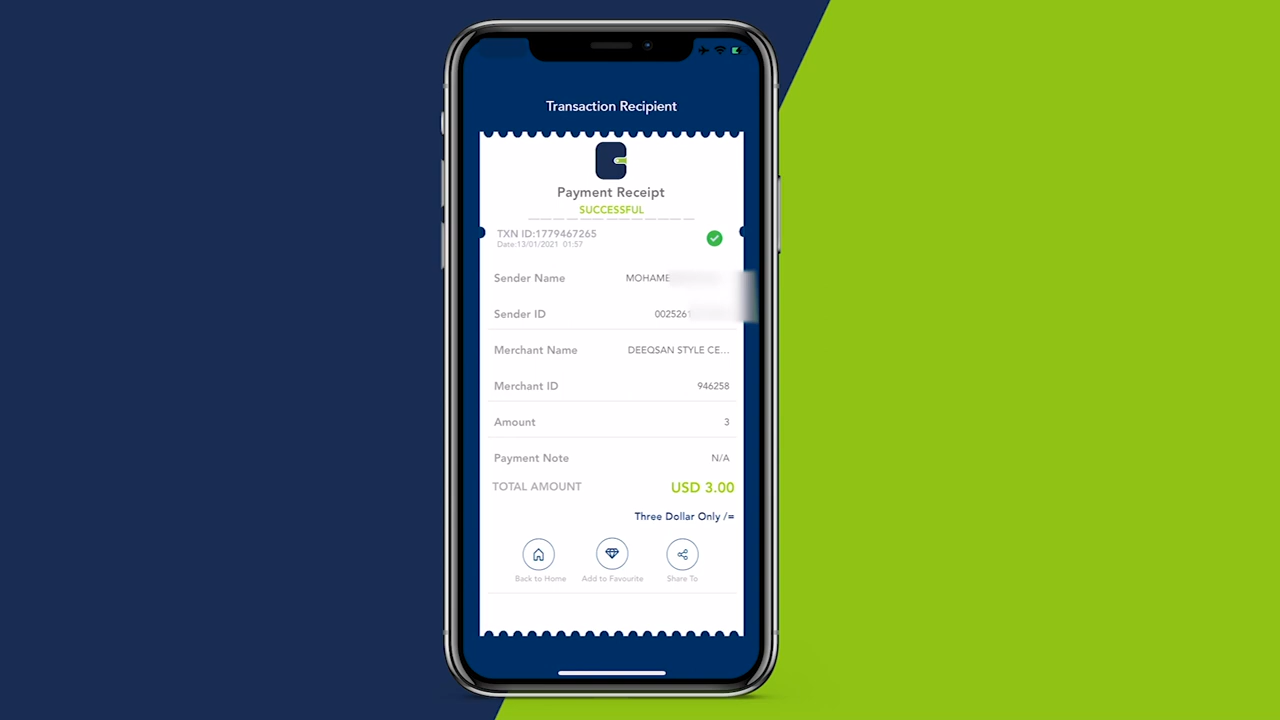 Transaction Recipient
Payment Receipt
SUCCESSFUL
TXN ID:1779467265
Date:13/01/2021 01:57
Sender Name MOHAME
Sender ID 0025261
Merchant Name DEEQSAN STYLE CE...
Merchant ID 946258
Amount 3
Payment Note N/A
TOTAL AMOUNT USD 3.00
Three Dollar Only /=
Back to Home Add to Favourite Share To